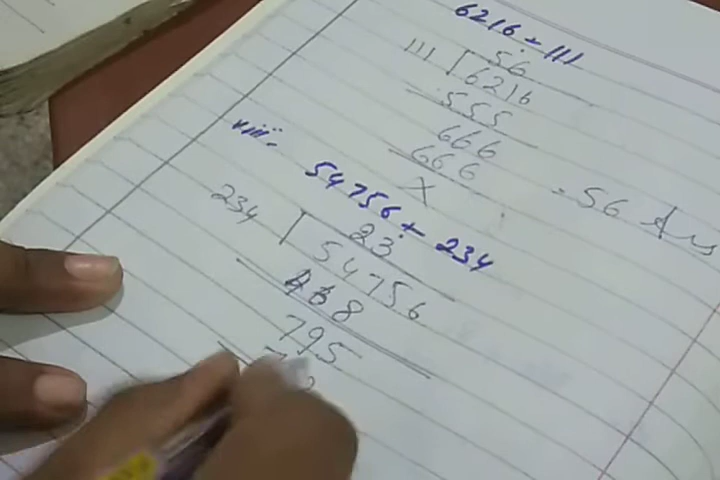 6216 ÷ 111
56
111 6216
555
666
666
X
= 56 Ans
viii. 54756 ÷ 234
23
234 54756
468
795